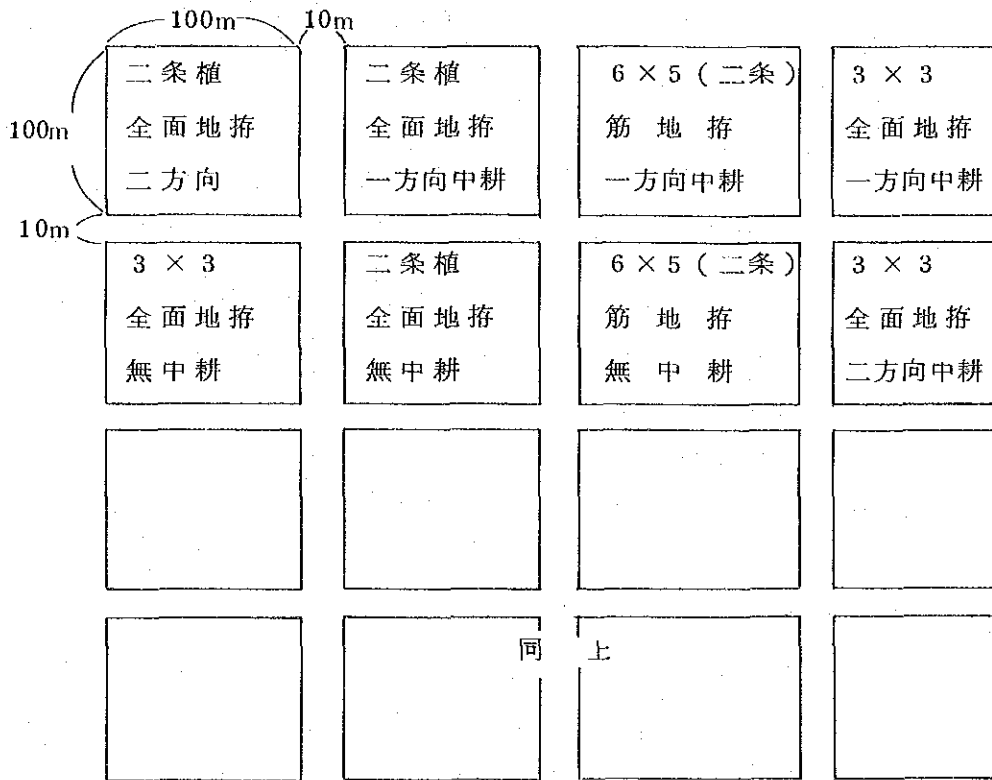 100m
10m
100m
10m
二条植
全面地拵
二方向
二条植
全面地拵
一方向中耕
6×5(二条)
筋地拵
一方向中耕
3×3
全面地拵
一方向中耕
3×3
全面地拵
無中耕
二条植
全面地拵
無中耕
6×5(二条)
筋地拵
無中耕
3×3
全面地拵
二方向中耕
同上